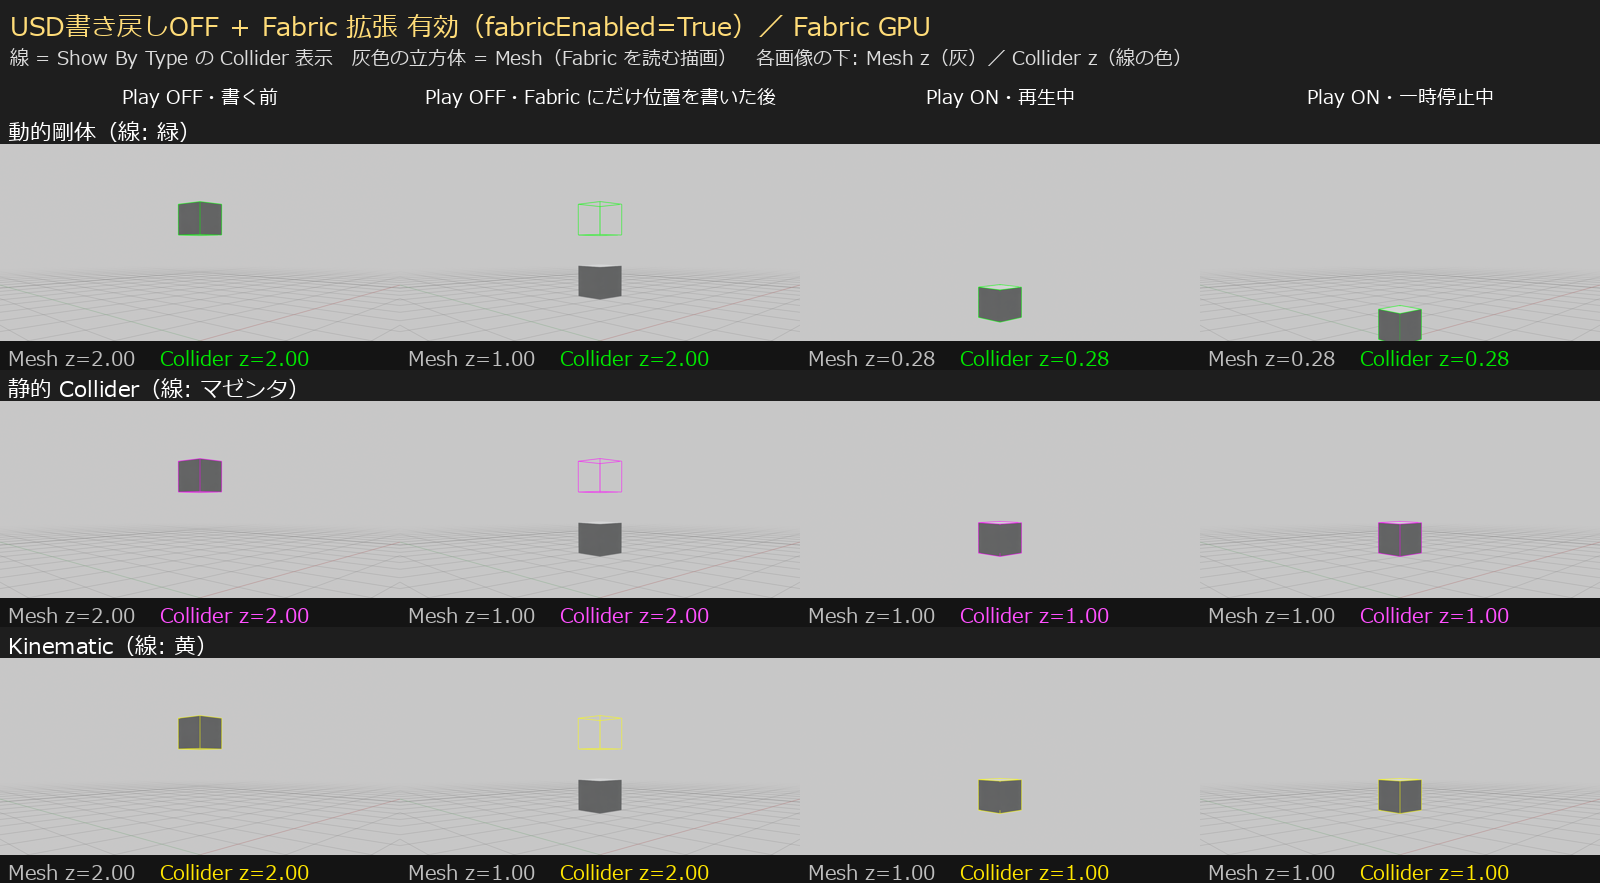 USD書き戻しOFF + Fabric 拡張 有効（fabricEnabled=True）／ Fabric GPU
線 = Show By Type の Collider 表示　灰色の立方体 = Mesh（Fabric を読む描画）　各画像の下: Mesh z（灰）／ Collider z（線の色）
Play OFF・書く前　Play OFF・Fabric にだけ位置を書いた後　Play ON・再生中　Play ON・一時停止中
動的剛体（線: 緑）
Mesh z=2.00 Collider z=2.00 Mesh z=1.00 Collider z=2.00 Mesh z=0.28 Collider z=0.28 Mesh z=0.28 Collider z=0.28
静的 Collider（線: マゼンタ）
Mesh z=2.00 Collider z=2.00 Mesh z=1.00 Collider z=2.00 Mesh z=1.00 Collider z=1.00 Mesh z=1.00 Collider z=1.00
Kinematic（線: 黄）
Mesh z=2.00 Collider z=2.00 Mesh z=1.00 Collider z=2.00 Mesh z=1.00 Collider z=1.00 Mesh z=1.00 Collider z=1.00